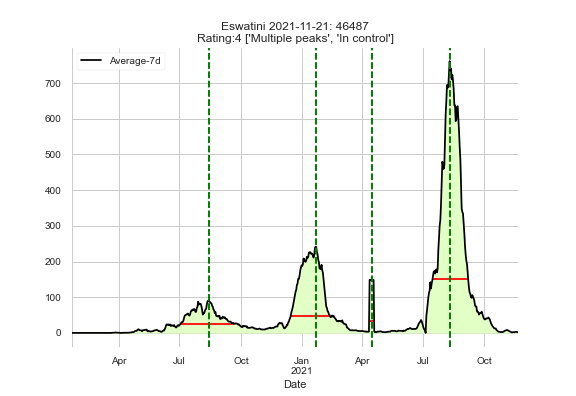 Eswatini 2021-11-21: 46487
Rating:4 ['Multiple peaks', 'In control']
Average-7d
700
600
500
400
300
200
100
0
Apr
Jul
Oct
Jan
2021
Apr
Jul
Oct
Date